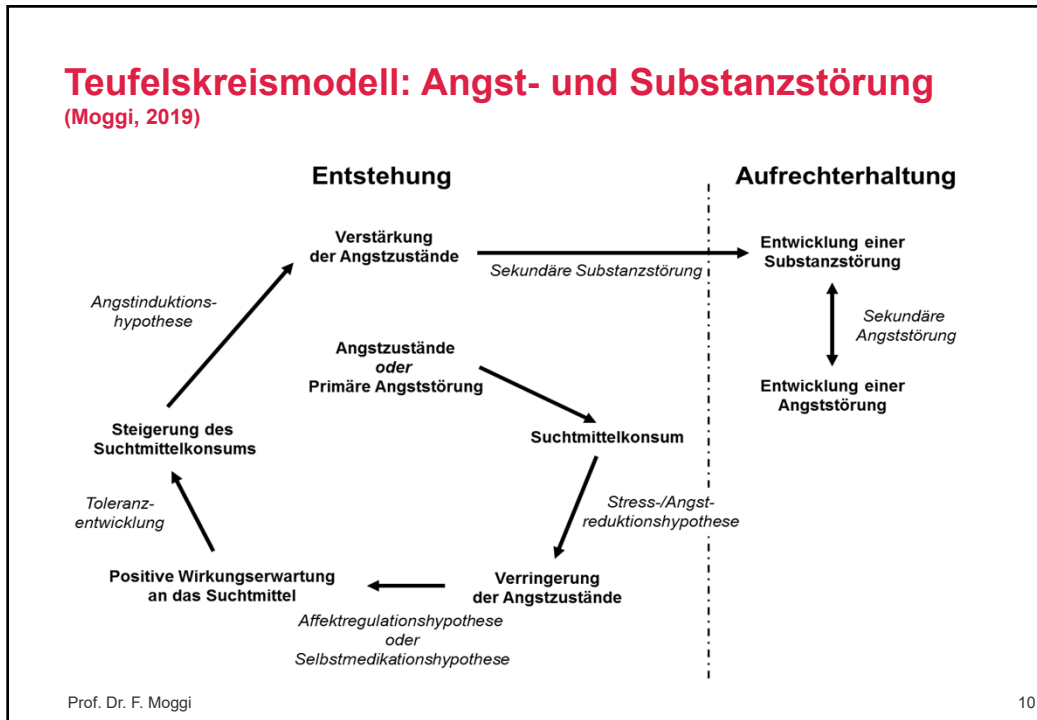 Teufelskreismodell: Angst- und Substanzstörung
(Moggi, 2019)
Entstehung
Aufrechterhaltung
Verstärkung
der Angstzustände
Sekundäre Substanzstörung
Entwicklung einer
Substanzstörung
Angstinduktions-
hypothese
Sekundäre
Angststörung
Angstzustände
oder
Primäre Angststörung
Entwicklung einer
Angststörung
Steigerung des
Suchtmittelkonsums
Suchtmittelkonsum
Toleranz-
entwicklung
Stress-/Angst-
reduktionshypothese
Positive Wirkungserwartung
an das Suchtmittel
Verringerung
der Angstzustände
Affektregulationshypothese
oder
Selbstmedikationshypothese
Prof. Dr. F. Moggi
10